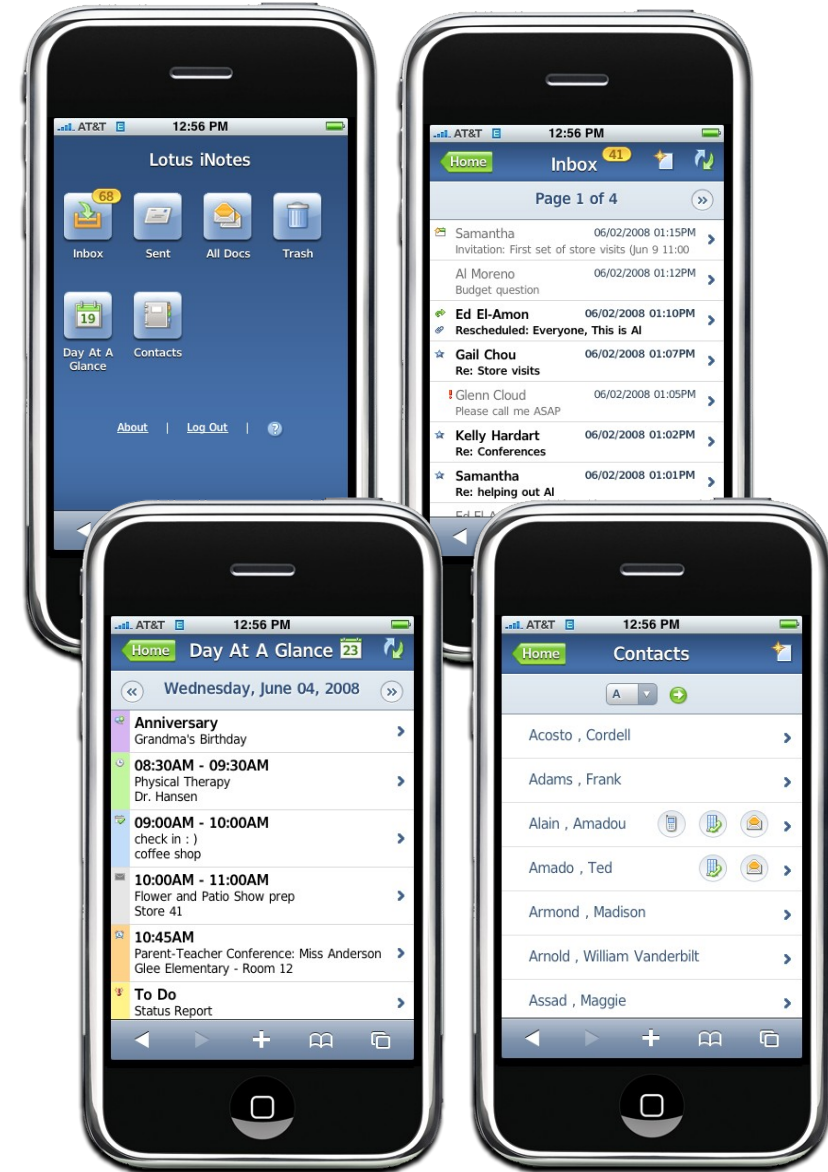 AT&T E 12:56 PM
Lotus iNotes
68
Inbox Sent All Docs Trash
19
Day At A Contacts
Glance
About | Log Out | ?
AT&T E 12:56 PM
Home Inbox 41
Page 1 of 4 »
Samantha 06/02/2008 01:15PM
Invitation: First set of store visits (Jun 9 11:00
Al Moreno 06/02/2008 01:12PM
Budget question
Ed El-Amon 06/02/2008 01:10PM
Rescheduled: Everyone, This is Al
Gail Chou 06/02/2008 01:07PM
Re: Store visits
! Glenn Cloud 06/02/2008 01:05PM
Please call me ASAP
Kelly Hardart 06/02/2008 01:02PM
Re: Conferences
Samantha 06/02/2008 01:01PM
Re: helping out Al
AT&T E 12:56 PM
Home Day At A Glance 23
« Wednesday, June 04, 2008 »
Anniversary
Grandma's Birthday
08:30AM - 09:30AM
Physical Therapy
Dr. Hansen
09:00AM - 10:00AM
check in : )
coffee shop
10:00AM - 11:00AM
Flower and Patio Show prep
Store 41
10:45AM
Parent-Teacher Conference: Miss Anderson
Glee Elementary - Room 12
To Do
Status Report
AT&T E 12:56 PM
Home Contacts
A
Acosto , Cordell
Adams , Frank
Alain , Amadou
Amado , Ted
Armond , Madison
Arnold , William Vanderbilt
Assad , Maggie